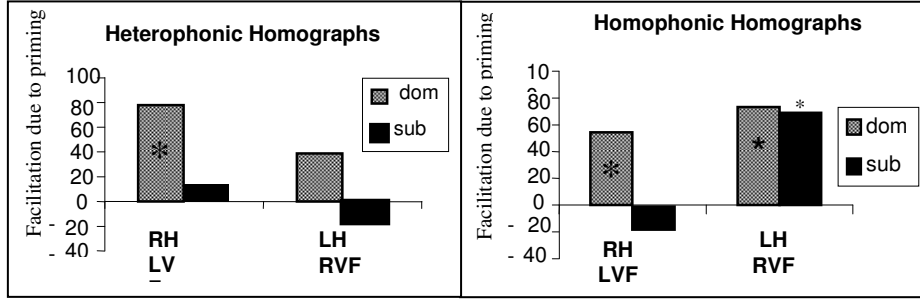 Heterophonic Homographs
Facilitation due to priming
100
80
60
40
20
0
- 20
- 40
*
dom
sub
RH
LV
LH
RVF
Homophonic Homographs
Facilitation due to priming
10
80
60
40
20
0
- 20
40
*
*
*
dom
sub
RH
LVF
LH
RVF